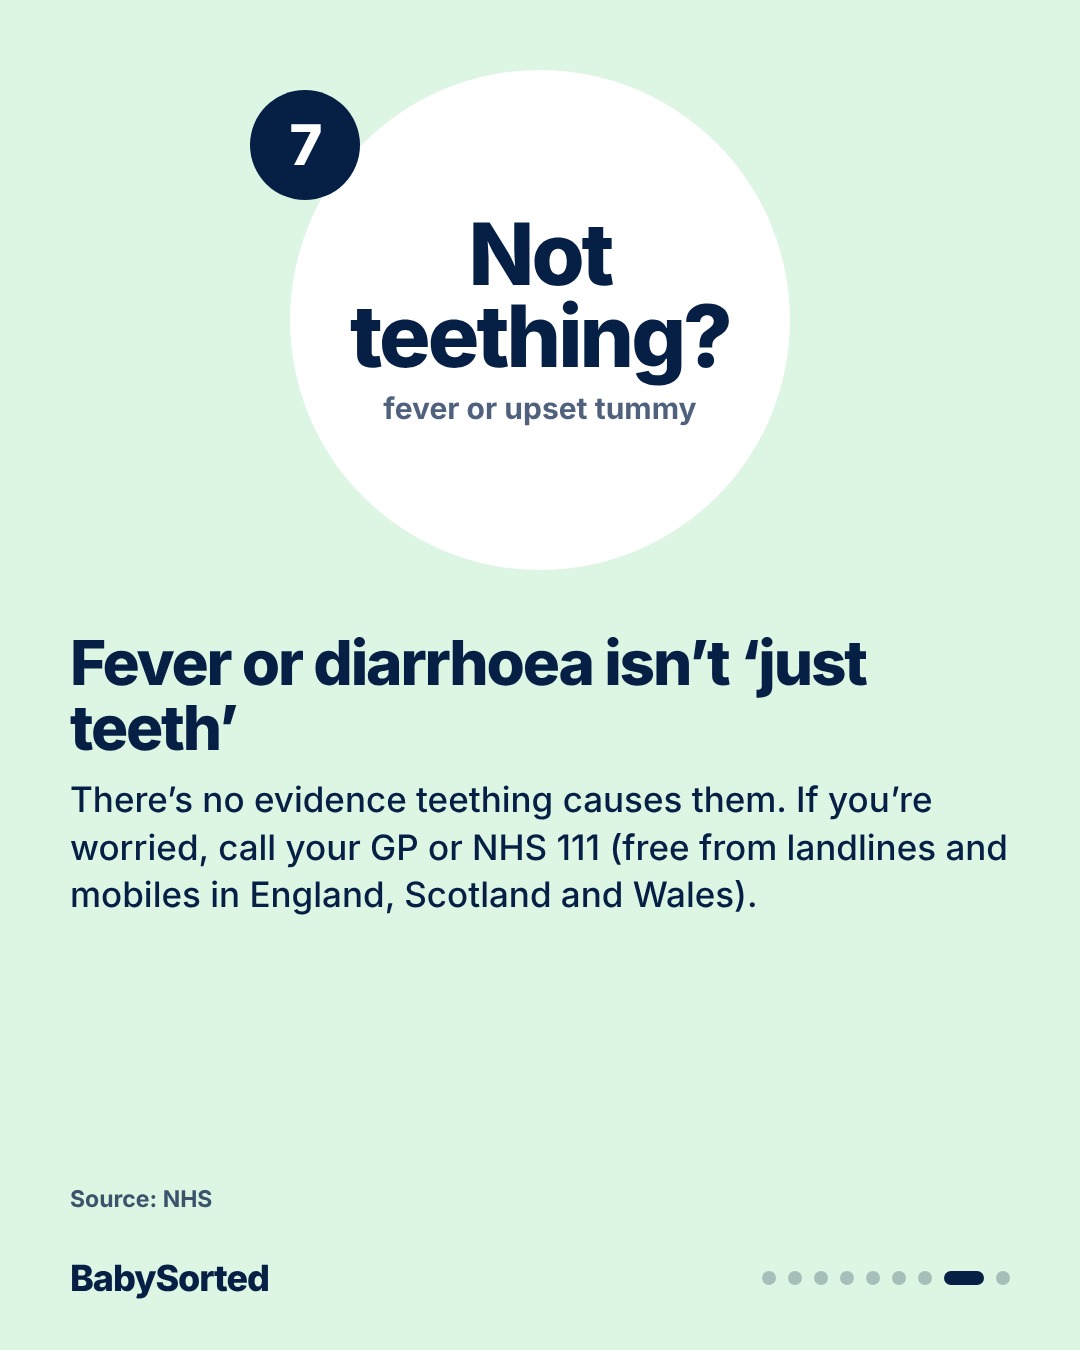 7
Not
teething?
fever or upset tummy
Fever or diarrhoea isn’t ‘just
teeth’
There’s no evidence teething causes them. If you’re
worried, call your GP or NHS 111 (free from landlines and
mobiles in England, Scotland and Wales).
Source: NHS
BabySorted